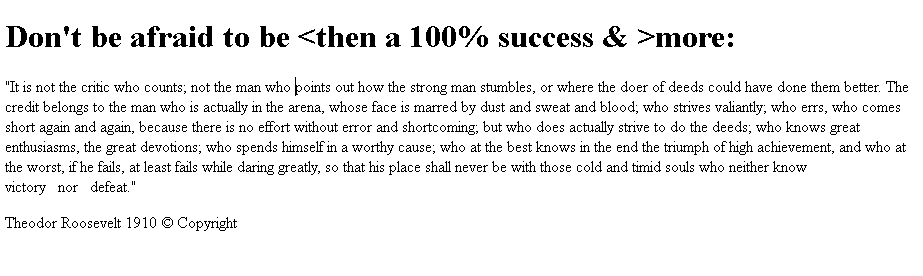 Don't be afraid to be <then a 100% success & >more:
"It is not the critic who counts; not the man who points out how the strong man stumbles, or where the doer of deeds could have done them better. The
credit belongs to the man who is actually in the arena, whose face is marred by dust and sweat and blood; who strives valiantly; who errs, who comes
short again and again, because there is no effort without error and shortcoming; but who does actually strive to do the deeds; who knows great
enthusiasms, the great devotions; who spends himself in a worthy cause; who at the best knows in the end the triumph of high achievement, and who at
the worst, if he fails, at least fails while daring greatly, so that his place shall never be with those cold and timid souls who neither know
victory   nor   defeat."
Theodor Roosevelt 1910 © Copyright